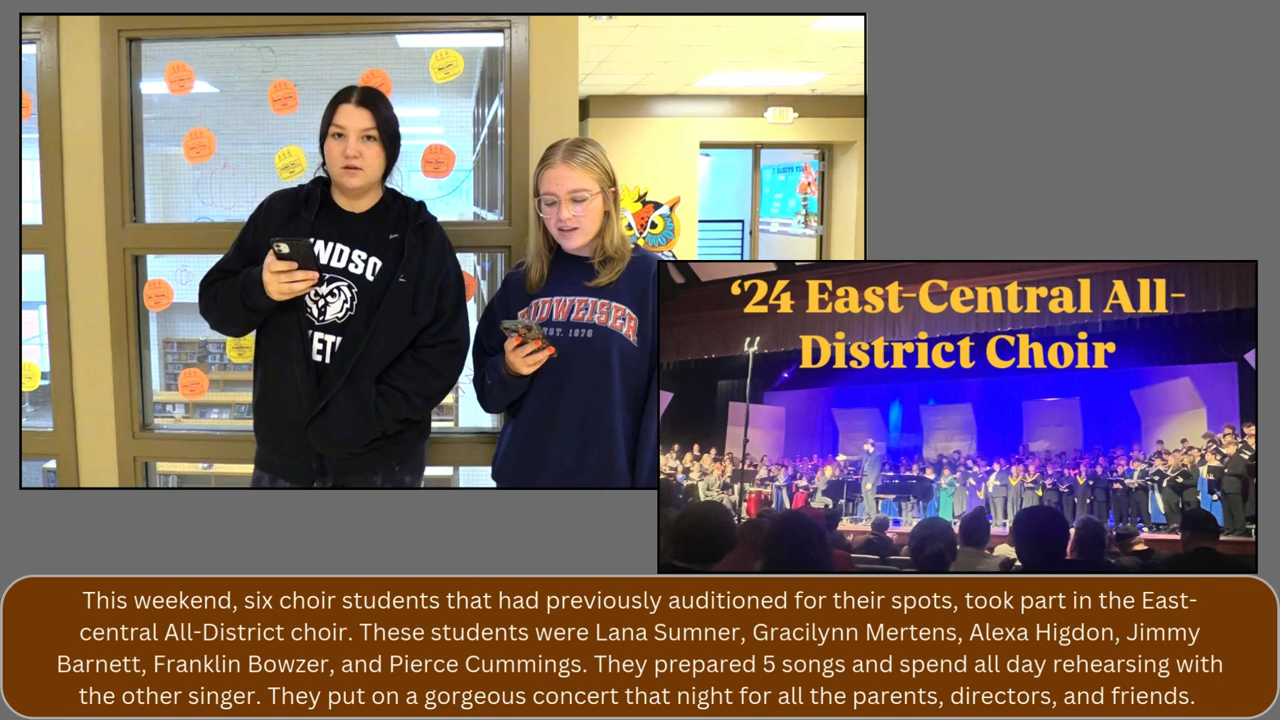 NDSO
ET
UDWEISER
EST. 1876
‘24 East-Central All-
District Choir
This weekend, six choir students that had previously auditioned for their spots, took part in the East-
central All-District choir. These students were Lana Sumner, Gracilynn Mertens, Alexa Higdon, Jimmy
Barnett, Franklin Bowzer, and Pierce Cummings. They prepared 5 songs and spend all day rehearsing with
the other singer. They put on a gorgeous concert that night for all the parents, directors, and friends.